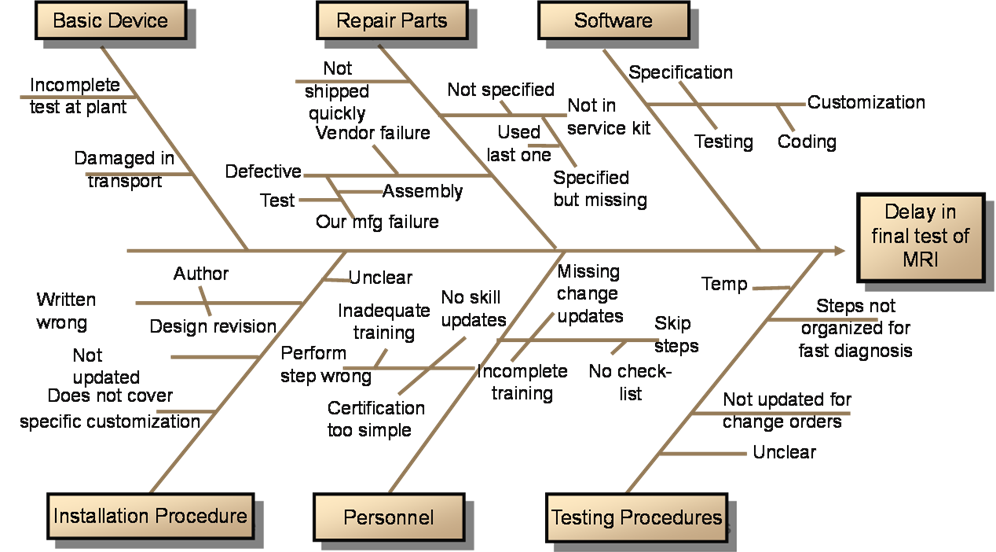 Basic Device
Repair Parts
Software
Incomplete
test at plant
Damaged in
transport
Not
shipped
quickly
Vendor failure
Defective
Test
Assembly
Our mfg failure
Not specified
Not in
service kit
Used
last one
Specified
but missing
Specification
Customization
Testing
Coding
Delay in
final test of
MRI
Author
Written
wrong
Design revision
Unclear
Not
updated
Does not cover
specific customization
Inadequate
training
No skill
updates
Perform
step wrong
Certification
too simple
Missing
change
updates
Skip
steps
Incomplete
training
No check-
list
Temp
Steps not
organized for
fast diagnosis
Not updated for
change orders
Unclear
Installation Procedure
Personnel
Testing Procedures